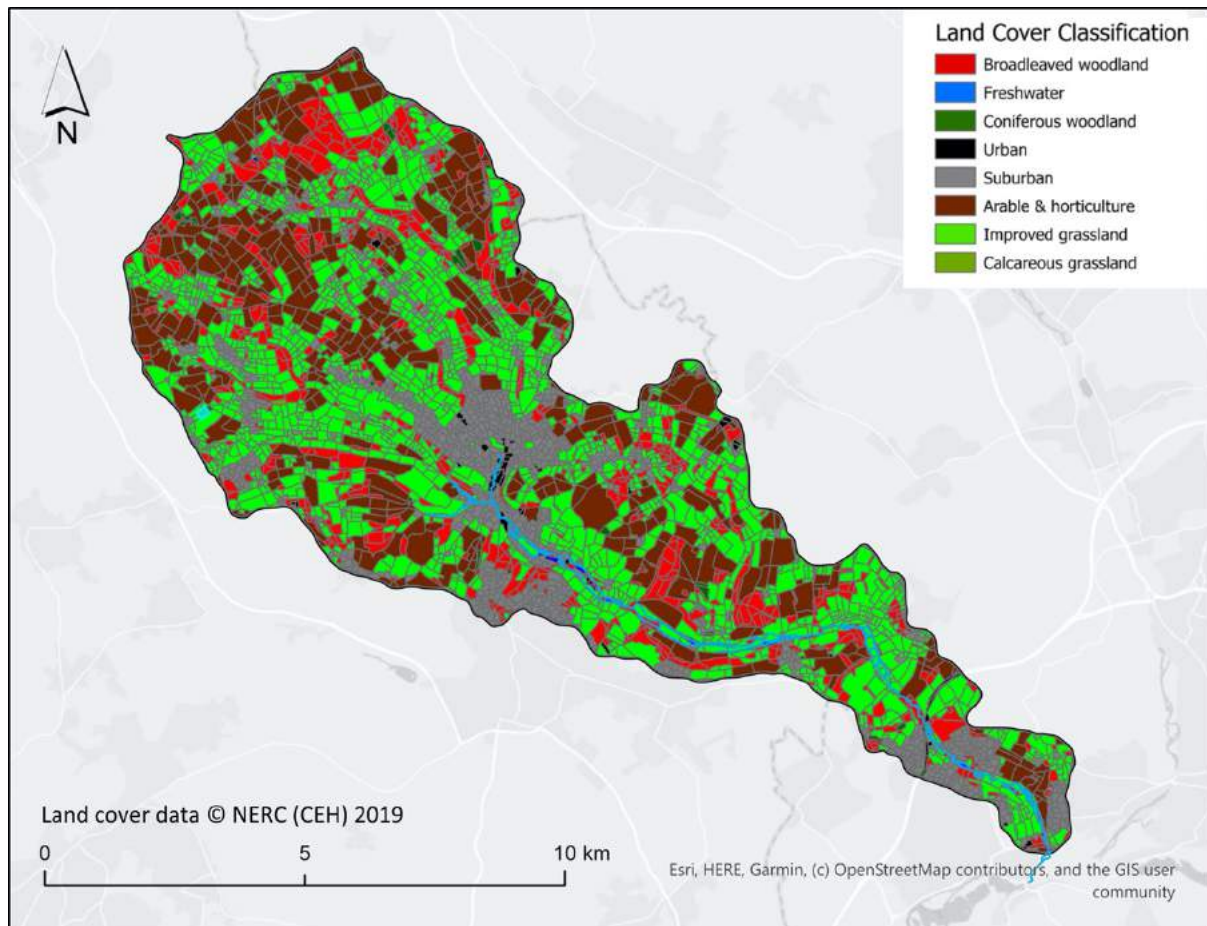 Land Cover Classification
Broadleaved woodland
Freshwater
Coniferous woodland
Urban
Suburban
Arable & horticulture
Improved grassland
Calcareous grassland
N
Land cover data © NERC (CEH) 2019
0 5 10 km
Esri, HERE, Garmin, (c) OpenStreetMap contributors, and the GIS user
community